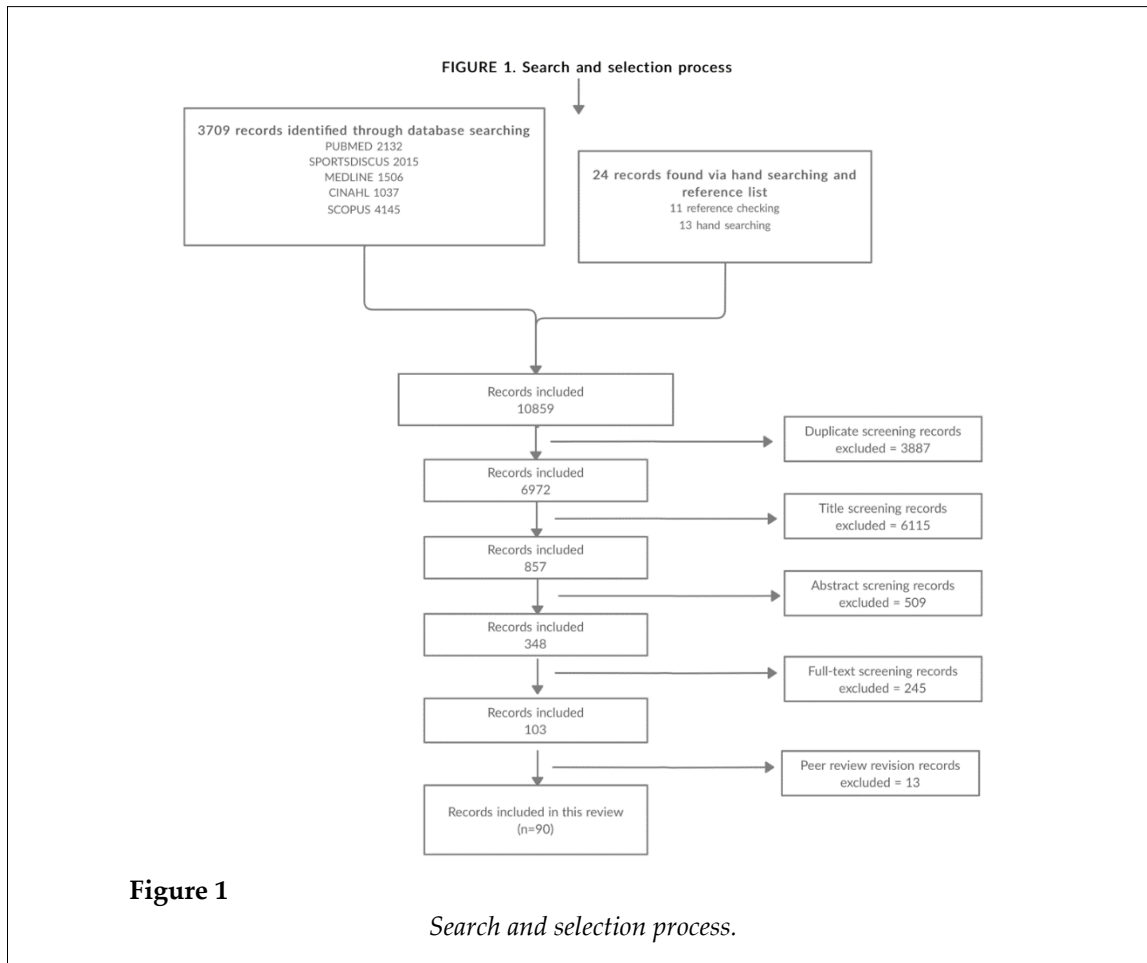 FIGURE 1. Search and selection process
3709 records identified through database searching
PUBMED 2132
SPORTSDISCUS 2015
MEDLINE 1506
CINAHL 1037
SCOPUS 4145
24 records found via hand searching and
reference list
11 reference checking
13 hand searching
Records included
10859
Duplicate screening records
excluded = 3887
Records included
6972
Title screening records
excluded = 6115
Records included
857
Abstract screning records
excluded = 509
Records included
348
Full-text screening records
excluded = 245
Records included
103
Peer review revision records
excluded = 13
Records included in this review
(n=90)
Figure 1
Search and selection process.